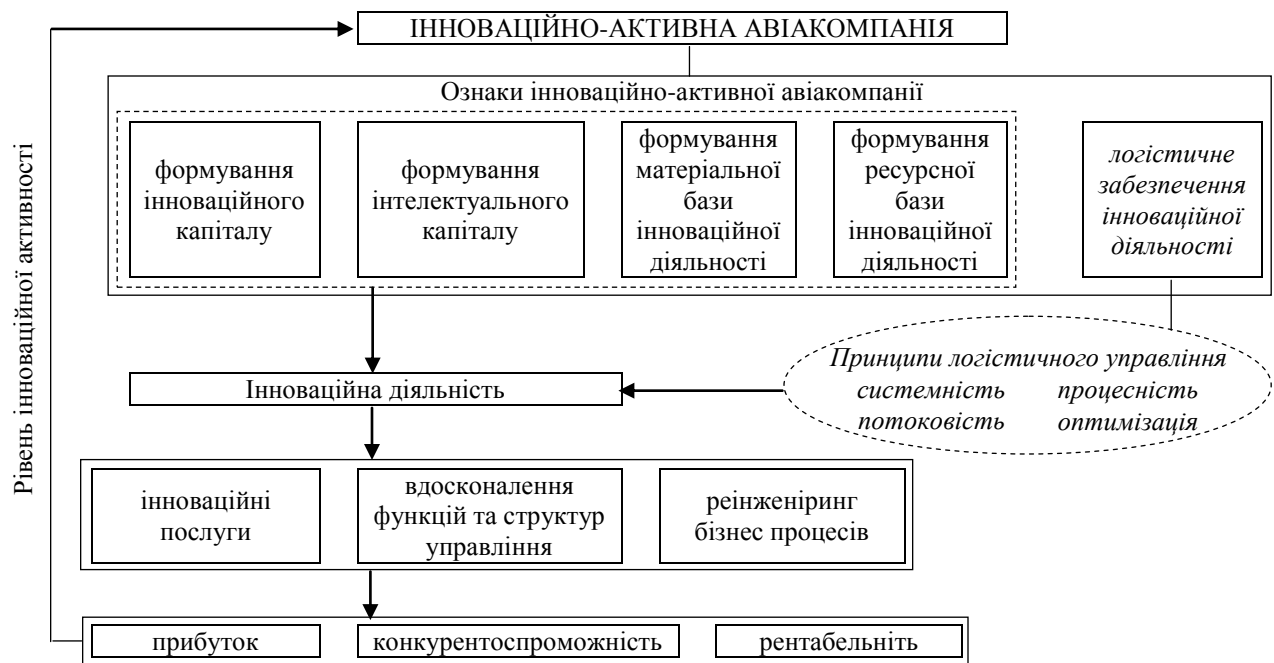 ІННОВАЦІЙНО-АКТИВНА АВІАКОМПАНІЯ
Ознаки інноваційно-активної авіакомпанії
формування
інноваційного
капіталу
формування
інтелектуального
капіталу
формування
матеріальної
бази
інноваційної
діяльності
формування
ресурсної
бази
інноваційної
діяльності
логістичне
забезпечення
інноваційної
діяльності
Рівень інноваційної активності
Принципи логістичного управління
системність процесність
потоковість оптимізація
Інноваційна діяльність
інноваційні
послуги
вдосконалення
функцій та структур
управління
реінженіринг
бізнес процесів
прибуток
конкурентоспроможність
рентабельніть